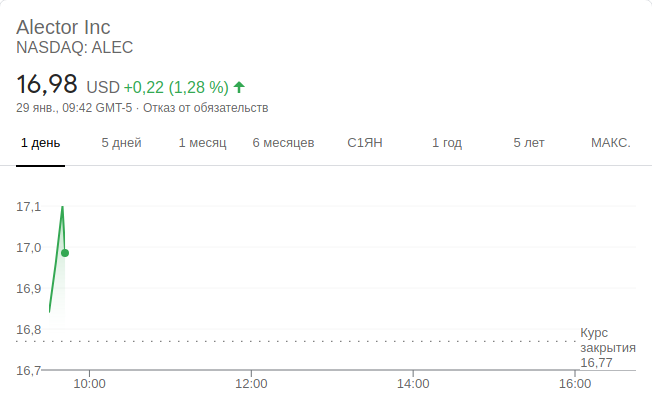 Alector Inc
NASDAQ: ALEC
16,98 USD +0,22 (1,28 %)
29 янв., 09:42 GMT-5 · Отказ от обязательств
1 день 5 дней 1 месяц 6 месяцев С1ЯН 1 год 5 лет МАКС.
17,1
17,0
16,9
16,8
Курс
закрытия
16,77
16,7
10:00 12:00 14:00 16:00